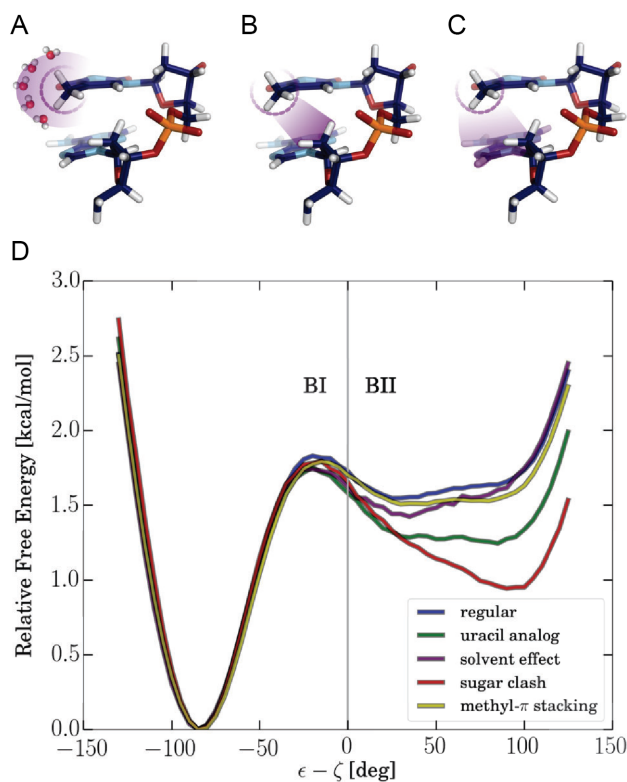 A
B
C
D
3.0
2.5
2.0
1.5
1.0
0.5
0.0
Relative Free Energy [kcal/mol]
BI
BII
regular
uracil analog
solvent effect
sugar clash
methyl-π stacking
−150
−100
−50
0
50
100
150
ϵ − ζ [deg]